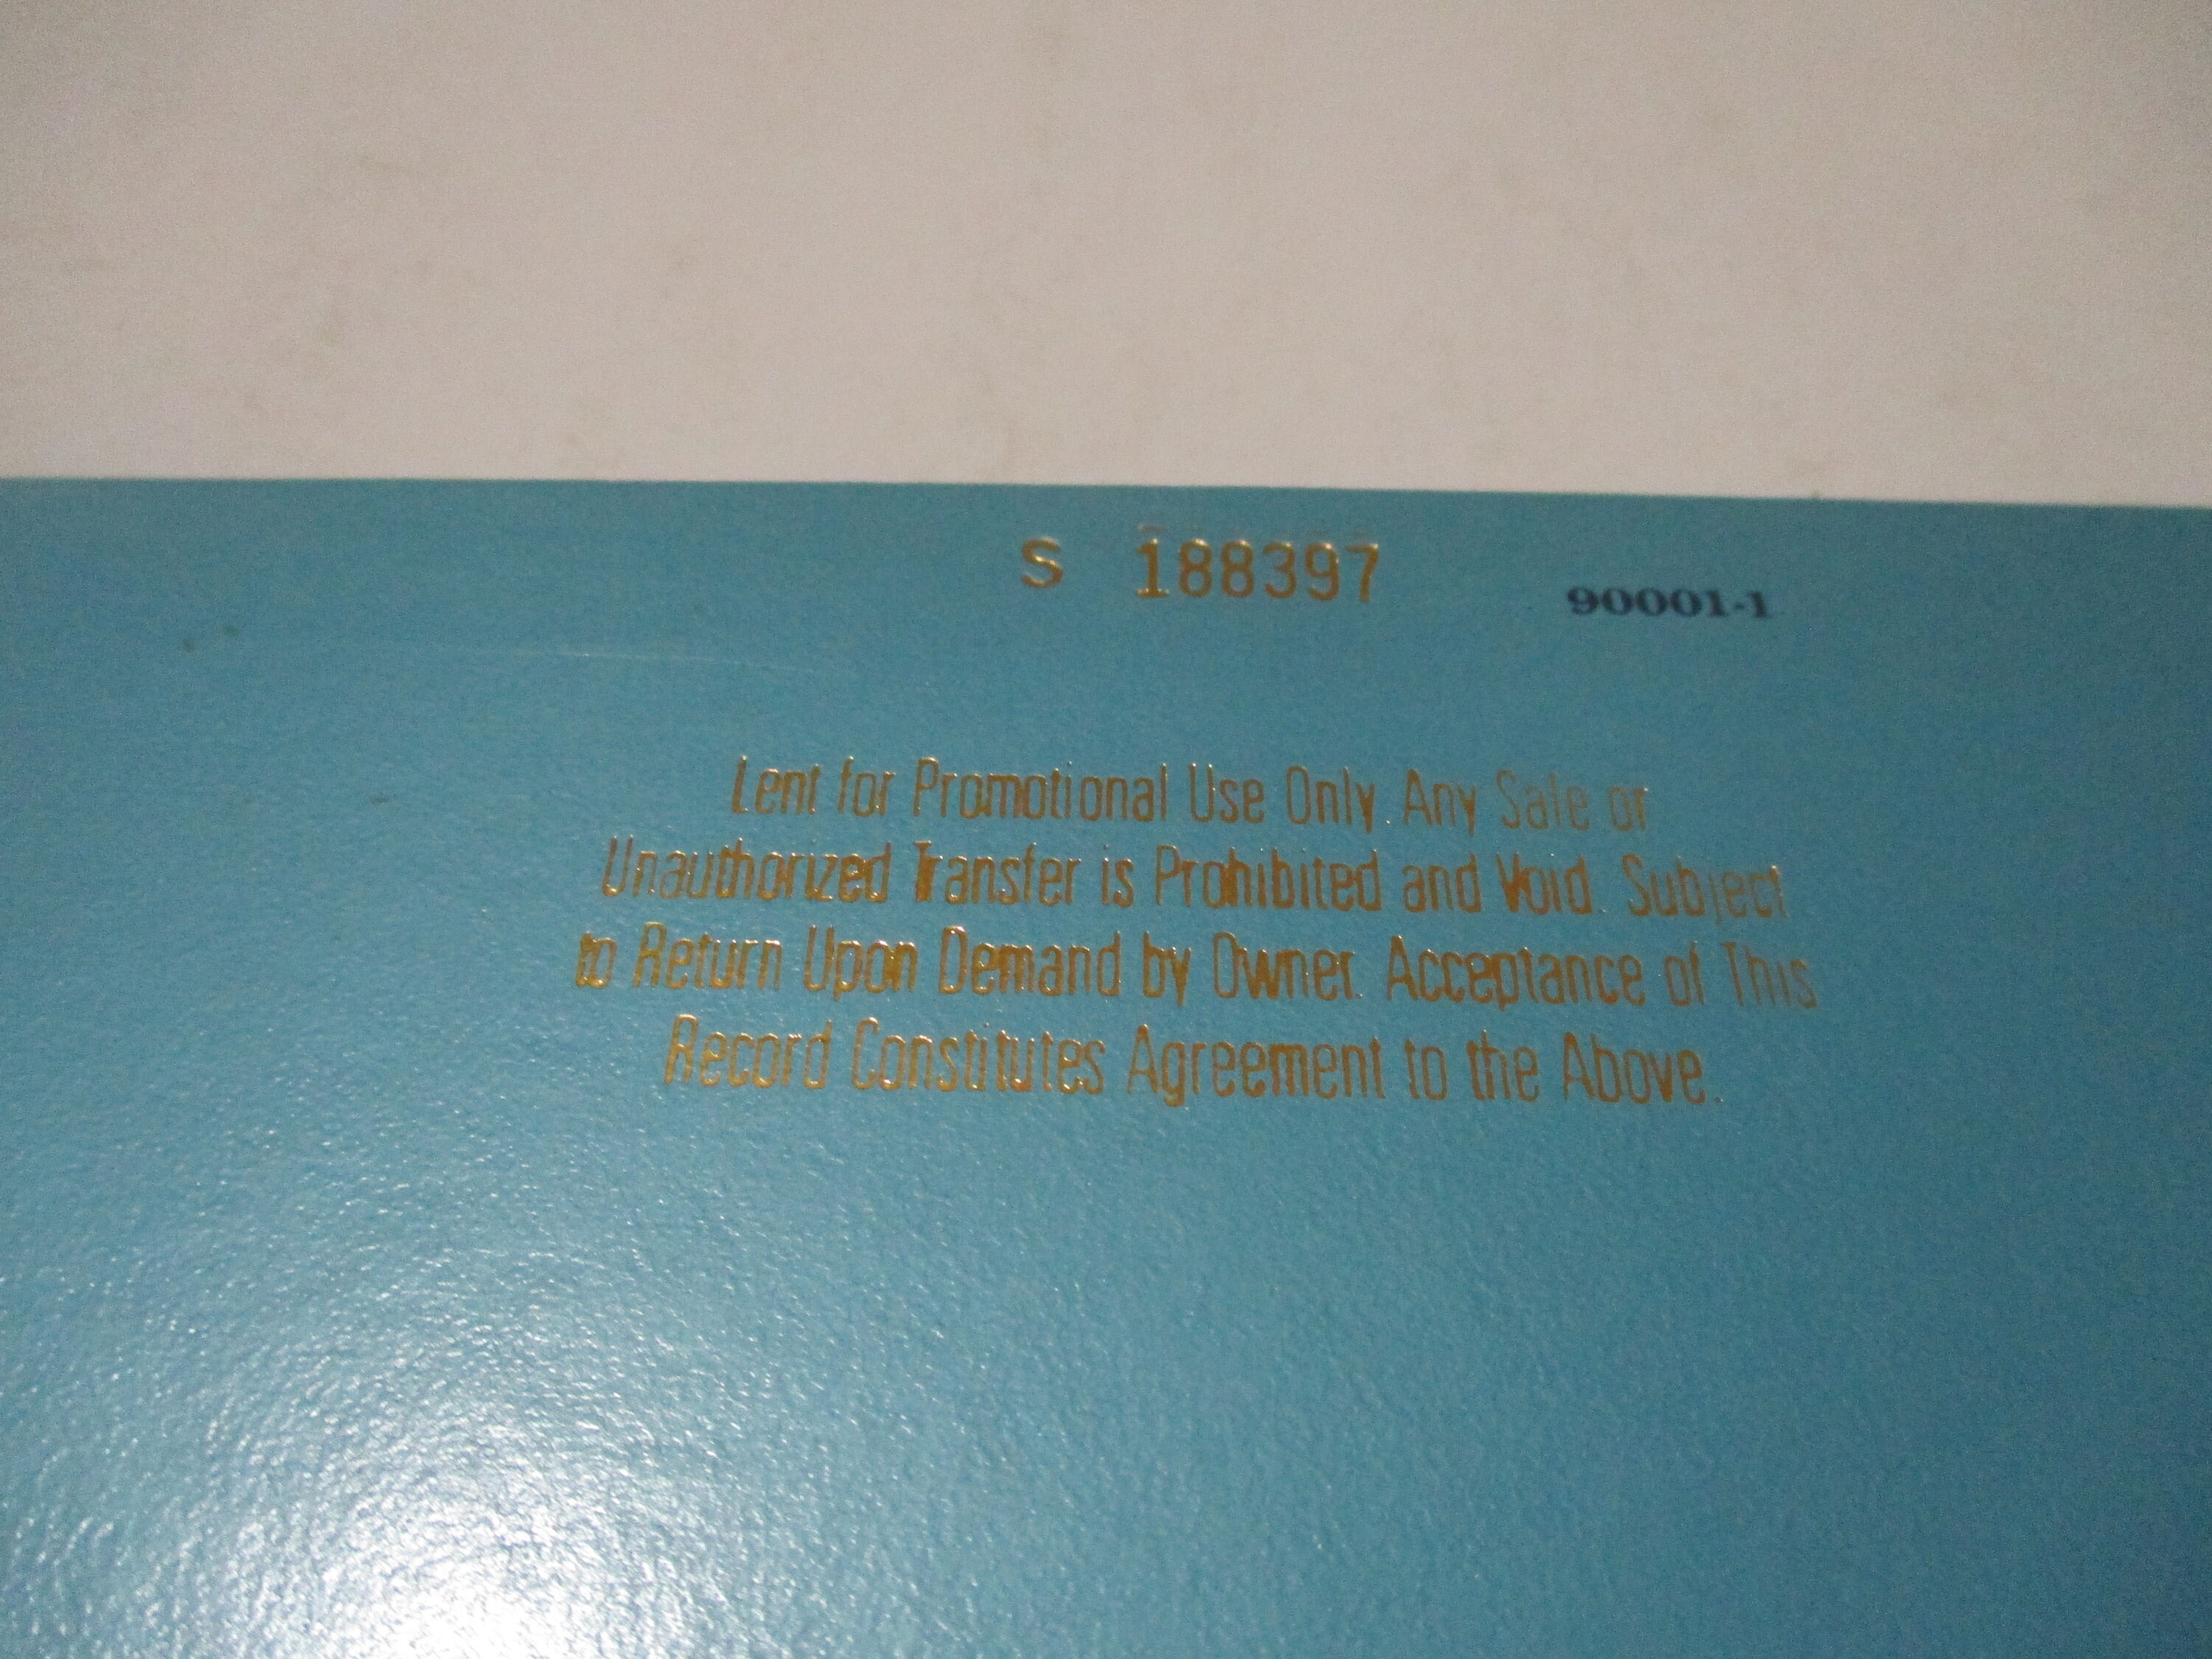 S 188397 90001-1
Lent for Promotional Use Only. Any Sale or
Unauthorized Transfer is Prohibited and Void. Subject
to Return Upon Demand by Owner. Acceptance of This
Record Constitutes Agreement to the Above.